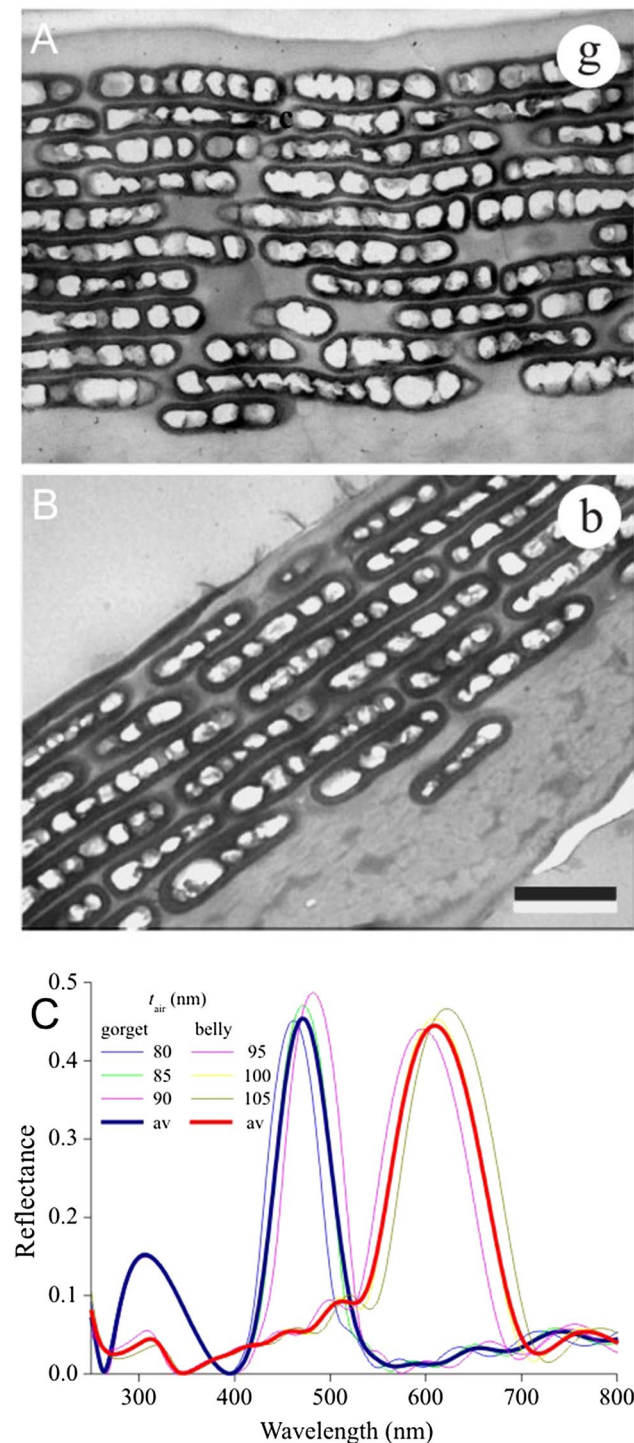 A
g
c
B
b
C
t_air (nm)
gorget belly
80 95
85 100
90 105
av av
0.5
0.4
0.3
0.2
0.1
0.0
Reflectance
300 400 500 600 700 800
Wavelength (nm)